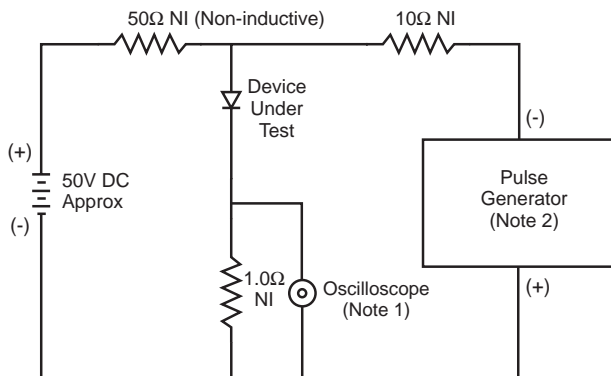 50Ω NI (Non-inductive)
10Ω NI
Device
Under
Test
(+)
50V DC
Approx
(-)
(-)
Pulse
Generator
(Note 2)
(+)
1.0Ω
NI
Oscilloscope
(Note 1)